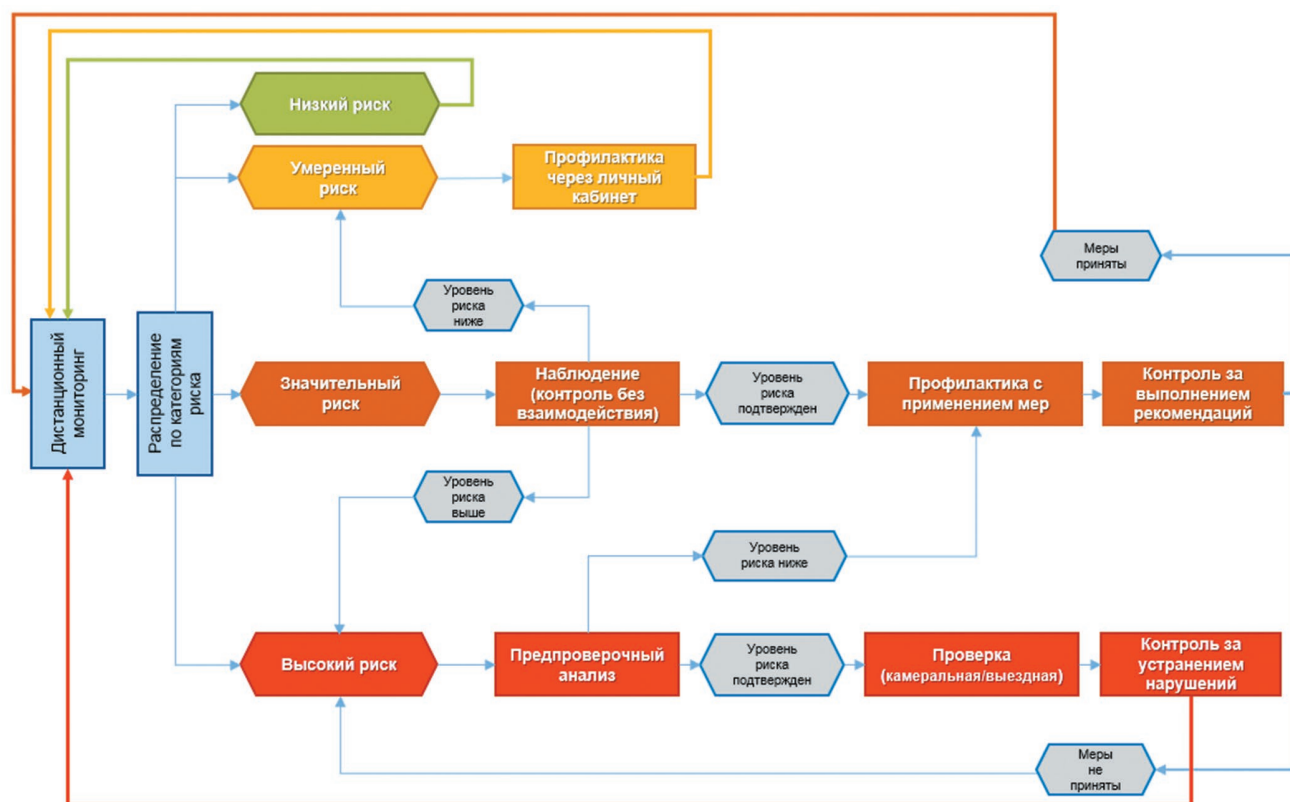 Низкий риск
Умеренный
риск
Профилактика
через личный
кабинет
Меры
приняты
Уровень
риска
ниже
Дистанционный
мониторинг
Распределение
по категориям
риска
Значительный
риск
Наблюдение
(контроль без
взаимодействия)
Уровень
риска
подтвержден
Профилактика с
применением мер
Контроль за
выполнением
рекомендаций
Уровень
риска
выше
Уровень
риска ниже
Высокий риск
Предпроверочный
анализ
Уровень
риска
подтвержден
Проверка
(камеральная/выездная)
Контроль за
устранением
нарушений
Меры
не
приняты